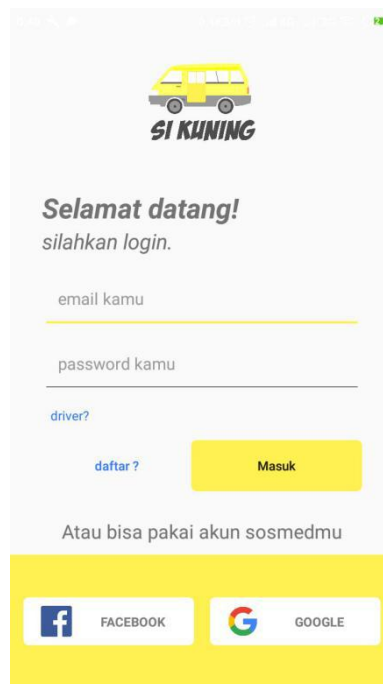 SI KUNING
Selamat datang!
silahkan login.
email kamu
password kamu
driver?
daftar ? Masuk
Atau bisa pakai akun sosmedmu
FACEBOOK GOOGLE